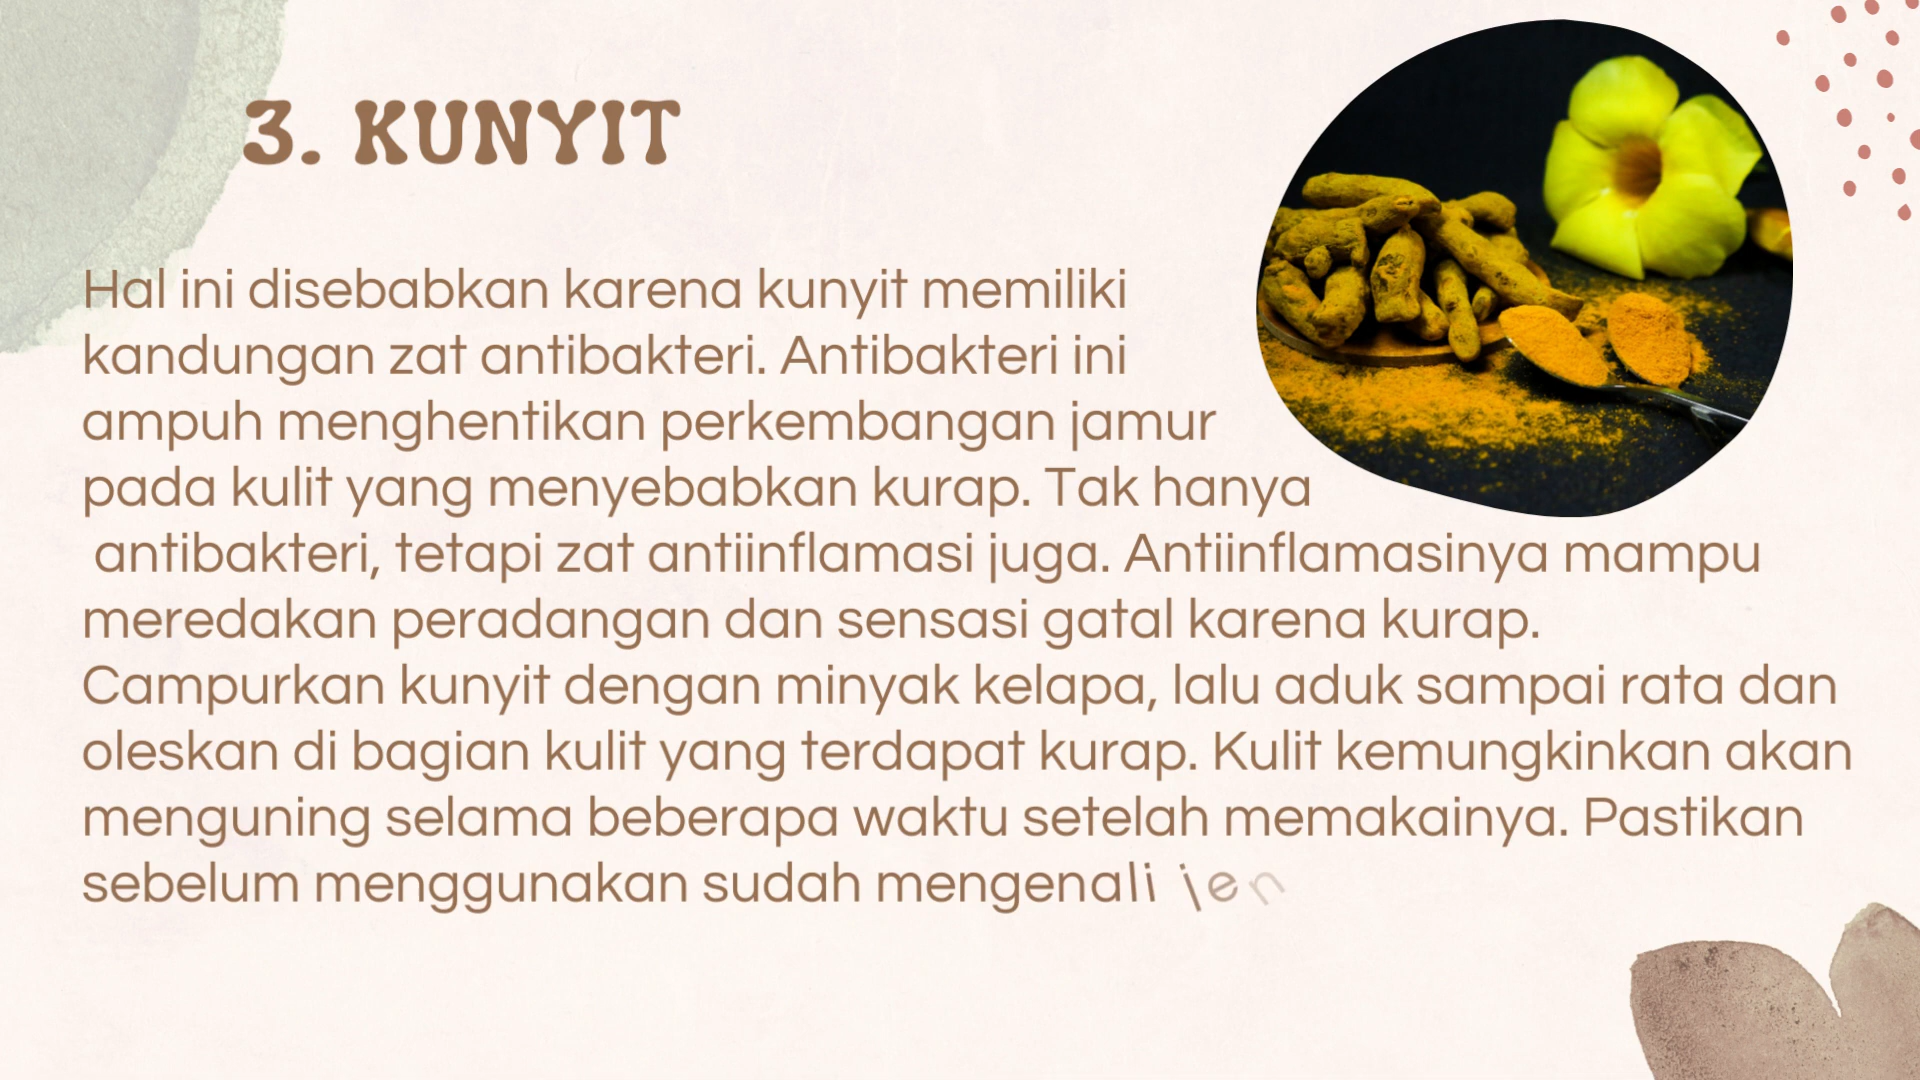 3. KUNYIT
Hal ini disebabkan karena kunyit memiliki
kandungan zat antibakteri. Antibakteri ini
ampuh menghentikan perkembangan jamur
pada kulit yang menyebabkan kurap. Tak hanya
antibakteri, tetapi zat antiinflamasi juga. Antiinflamasinya mampu
meredakan peradangan dan sensasi gatal karena kurap.
Campurkan kunyit dengan minyak kelapa, lalu aduk sampai rata dan
oleskan di bagian kulit yang terdapat kurap. Kulit kemungkinkan akan
menguning selama beberapa waktu setelah memakainya. Pastikan
sebelum menggunakan sudah mengenali jen